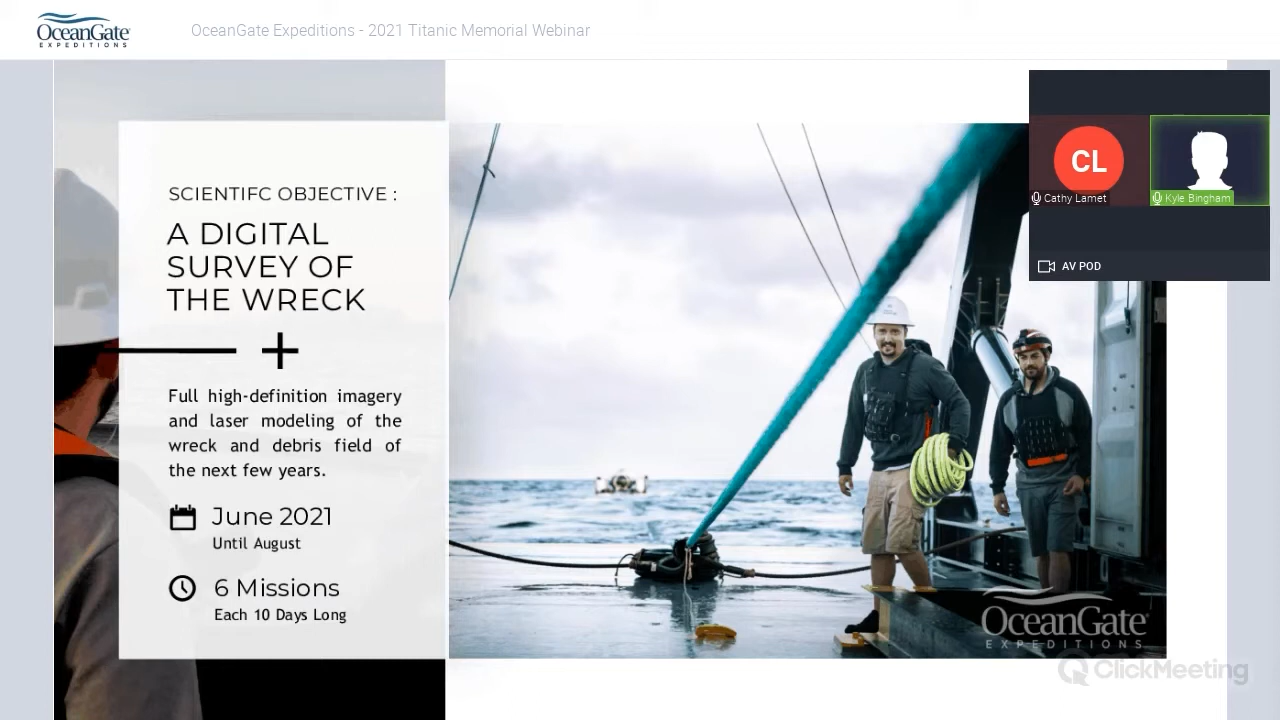 OceanGate
EXPEDITIONS
OceanGate Expeditions - 2021 Titanic Memorial Webinar
SCIENTIFC OBJECTIVE :
A DIGITAL
SURVEY OF
THE WRECK
Full high-definition imagery
and laser modeling of the
wreck and debris field of
the next few years.
June 2021
Until August
6 Missions
Each 10 Days Long
CL
Cathy Lamet
Kyle Bingham
AV POD
OceanGate
EXPEDITIONS
ClickMeeting